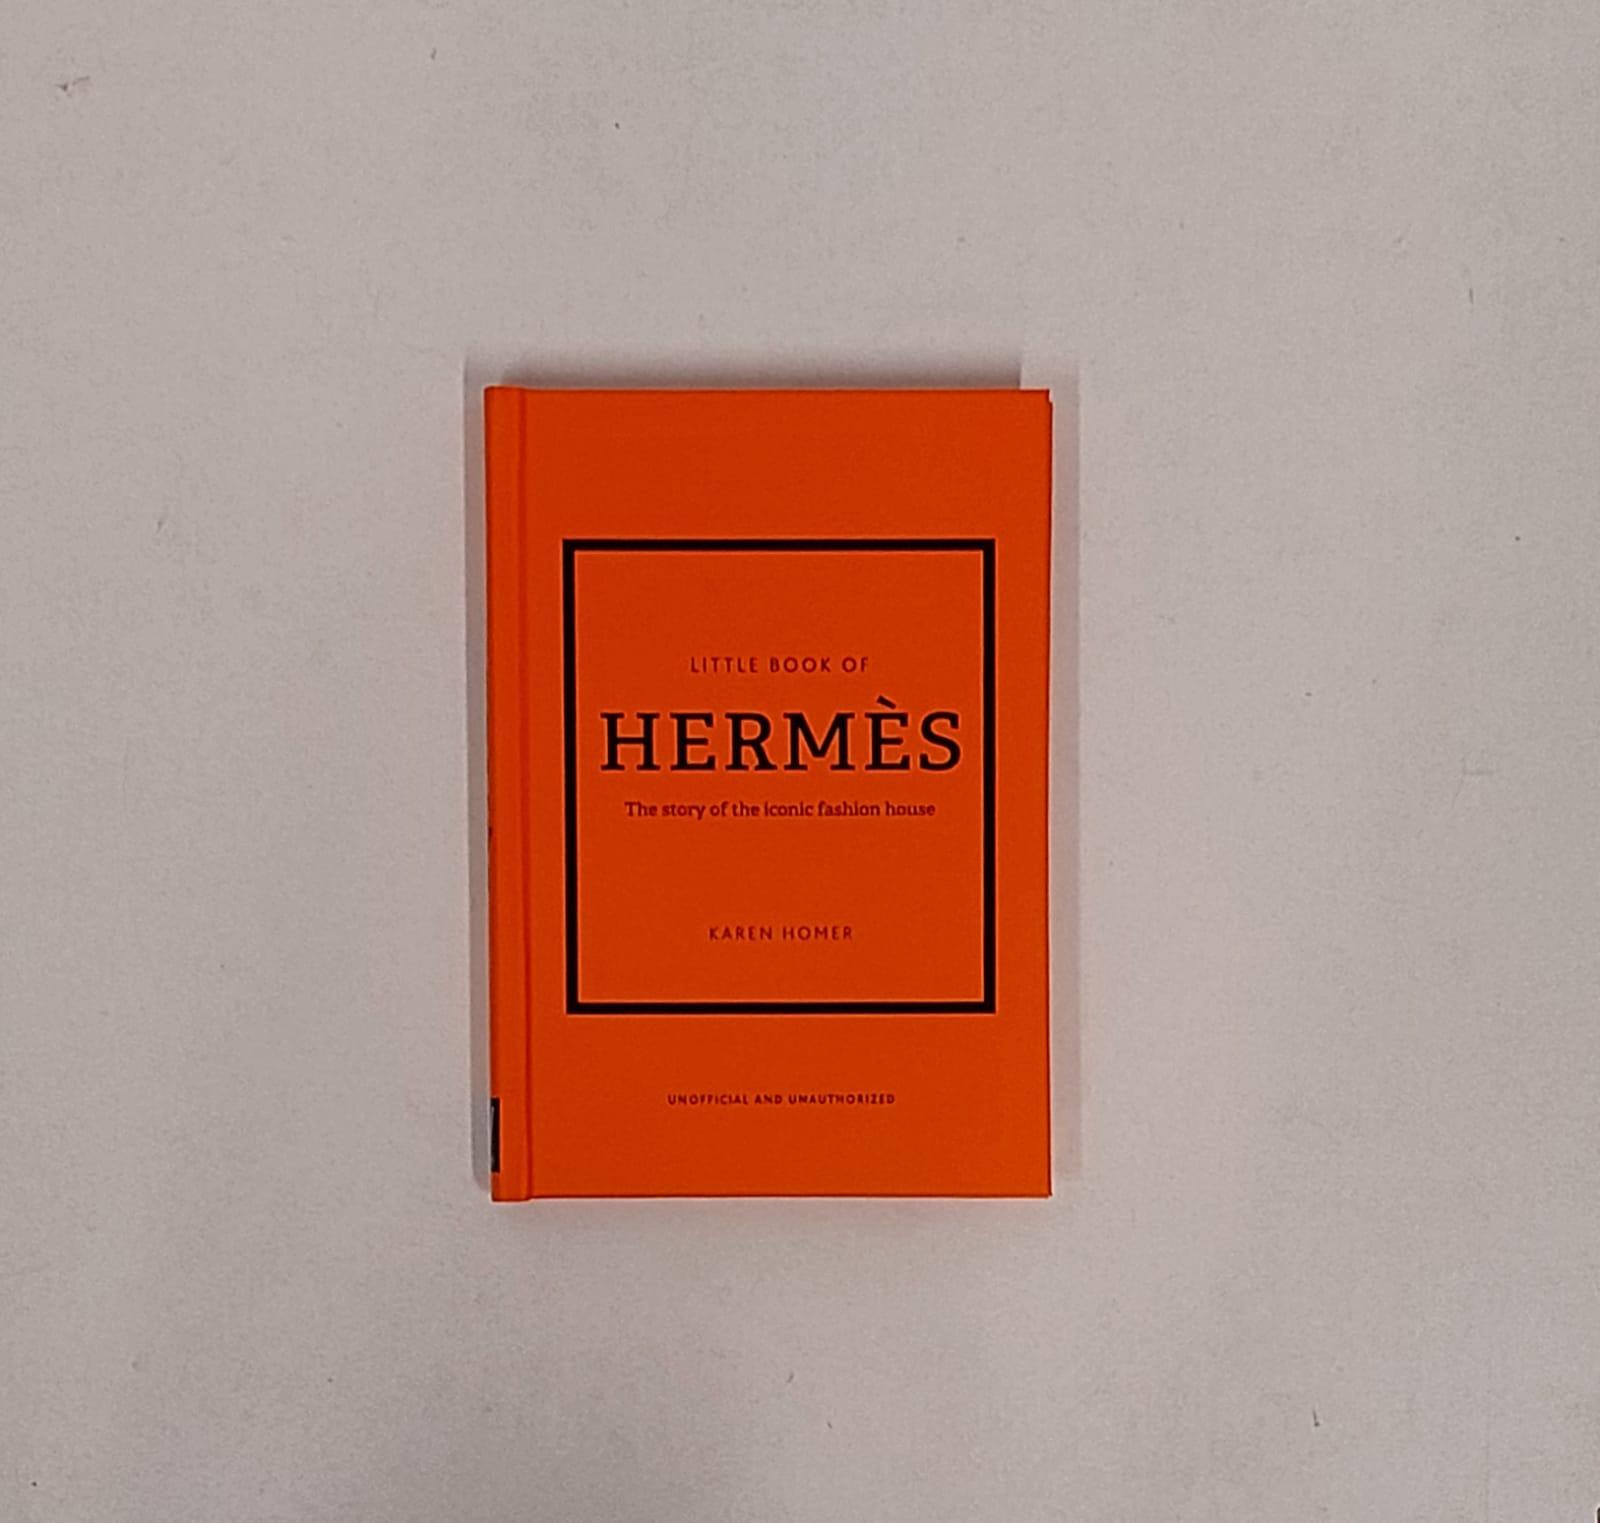 LITTLE BOOK OF
HERMÈS
The story of the iconic fashion house
KAREN HOMER
UNOFFICIAL AND UNAUTHORIZED